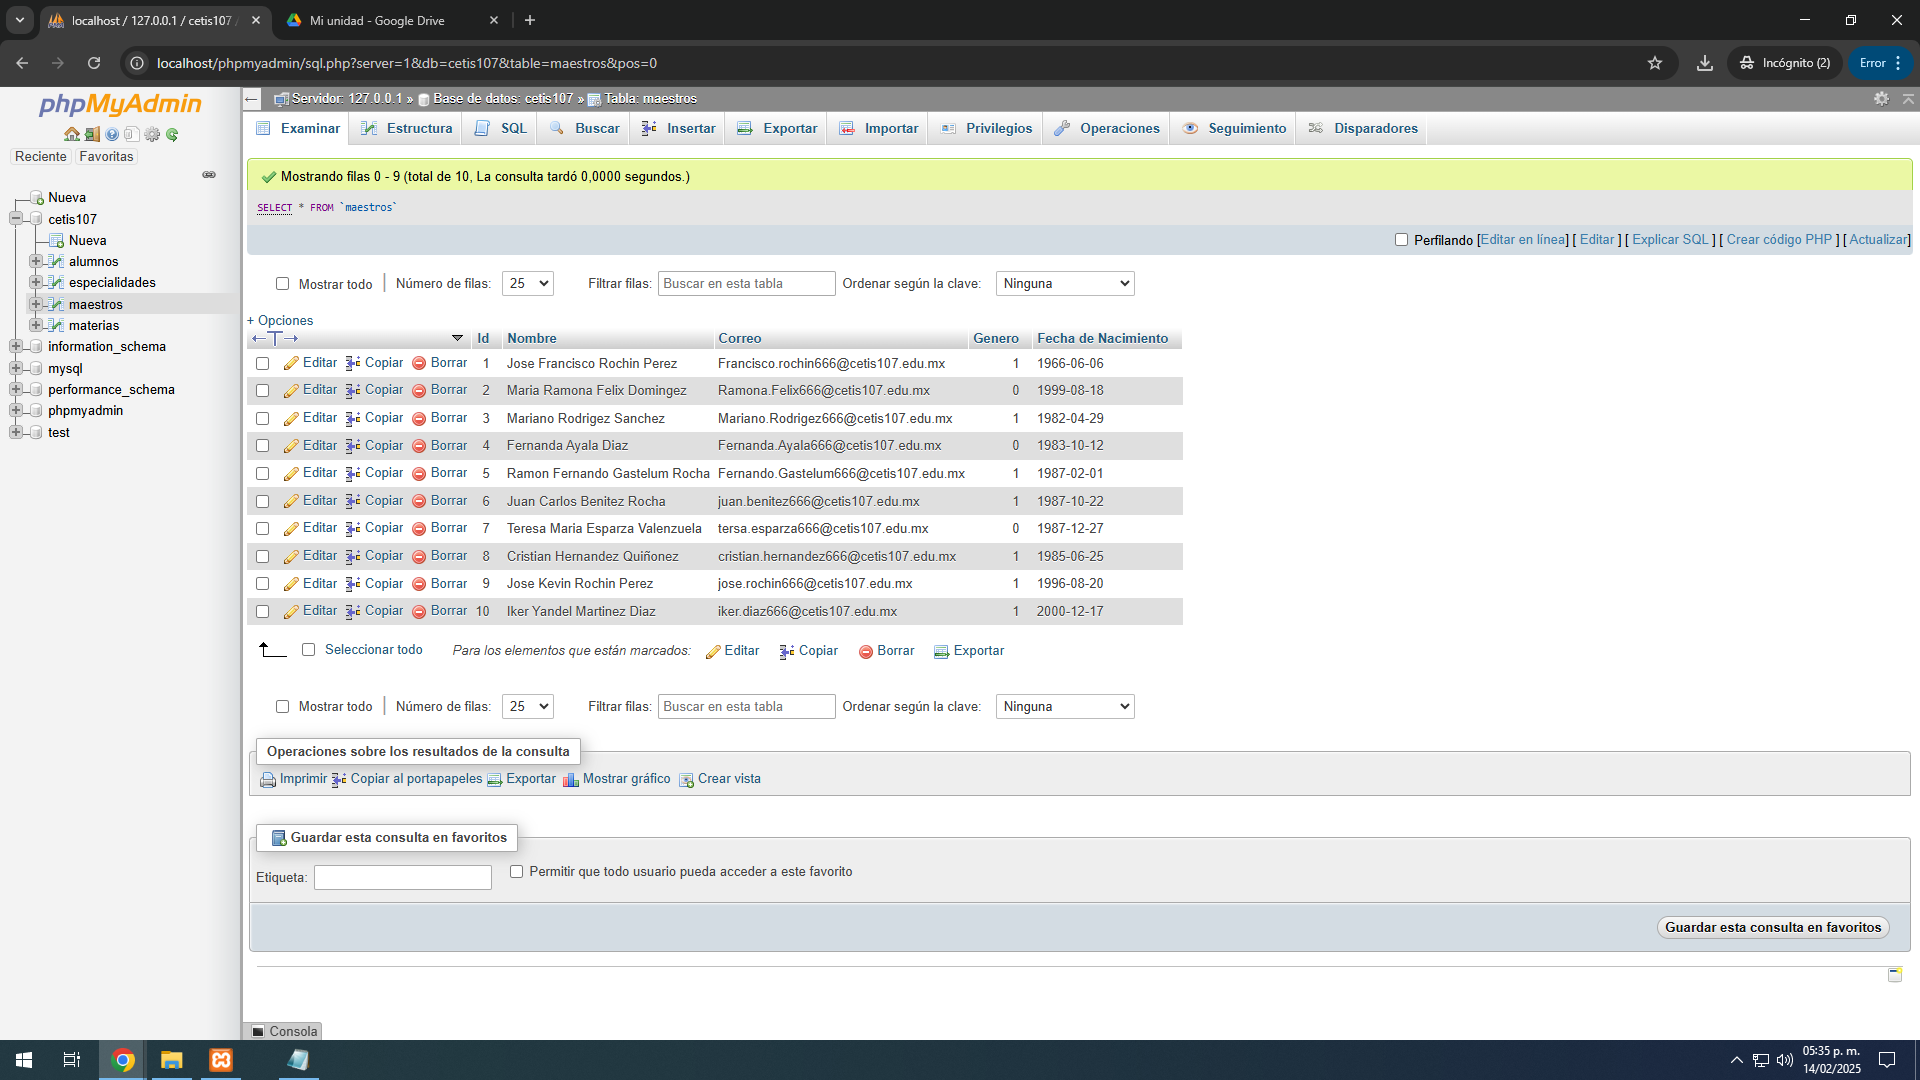 localhost / 127.0.0.1 / cetis107
Mi unidad - Google Drive
localhost/phpmyadmin/sql.php?server=1&db=cetis107&table=maestros&pos=0
Incógnito (2)
Error
phpMyAdmin
Reciente Favoritas
Nueva
cetis107
Nueva
alumnos
especialidades
maestros
materias
information_schema
mysql
performance_schema
phpmyadmin
test
Servidor: 127.0.0.1 » Base de datos: cetis107 » Tabla: maestros
Examinar Estructura SQL Buscar Insertar Exportar Importar Privilegios Operaciones Seguimiento Disparadores
Mostrando filas 0 - 9 (total de 10, La consulta tardó 0,0000 segundos.)
SELECT * FROM `maestros`
Perfilando [Editar en línea] [ Editar ] [ Explicar SQL ] [ Crear código PHP ] [ Actualizar]
Mostrar todo Número de filas: 25 Filtrar filas: Buscar en esta tabla Ordenar según la clave: Ninguna
+ Opciones
←T→ Id Nombre Correo Genero Fecha de Nacimiento
Editar Copiar Borrar 1 Jose Francisco Rochin Perez Francisco.rochin666@cetis107.edu.mx 1 1966-06-06
Editar Copiar Borrar 2 Maria Ramona Felix Domingez Ramona.Felix666@cetis107.edu.mx 0 1999-08-18
Editar Copiar Borrar 3 Mariano Rodrigez Sanchez Mariano.Rodrigez666@cetis107.edu.mx 1 1982-04-29
Editar Copiar Borrar 4 Fernanda Ayala Diaz Fernanda.Ayala666@cetis107.edu.mx 0 1983-10-12
Editar Copiar Borrar 5 Ramon Fernando Gastelum Rocha Fernando.Gastelum666@cetis107.edu.mx 1 1987-02-01
Editar Copiar Borrar 6 Juan Carlos Benitez Rocha juan.benitez666@cetis107.edu.mx 1 1987-10-22
Editar Copiar Borrar 7 Teresa Maria Esparza Valenzuela tersa.esparza666@cetis107.edu.mx 0 1987-12-27
Editar Copiar Borrar 8 Cristian Hernandez Quiñonez cristian.hernandez666@cetis107.edu.mx 1 1985-06-25
Editar Copiar Borrar 9 Jose Kevin Rochin Perez jose.rochin666@cetis107.edu.mx 1 1996-08-20
Editar Copiar Borrar 10 Iker Yandel Martinez Diaz iker.diaz666@cetis107.edu.mx 1 2000-12-17
Seleccionar todo Para los elementos que están marcados: Editar Copiar Borrar Exportar
Mostrar todo Número de filas: 25 Filtrar filas: Buscar en esta tabla Ordenar según la clave: Ninguna
Operaciones sobre los resultados de la consulta
Imprimir Copiar al portapapeles Exportar Mostrar gráfico Crear vista
Guardar esta consulta en favoritos
Etiqueta: Permitir que todo usuario pueda acceder a este favorito
Guardar esta consulta en favoritos
Consola
05:35 p. m.
14/02/2025